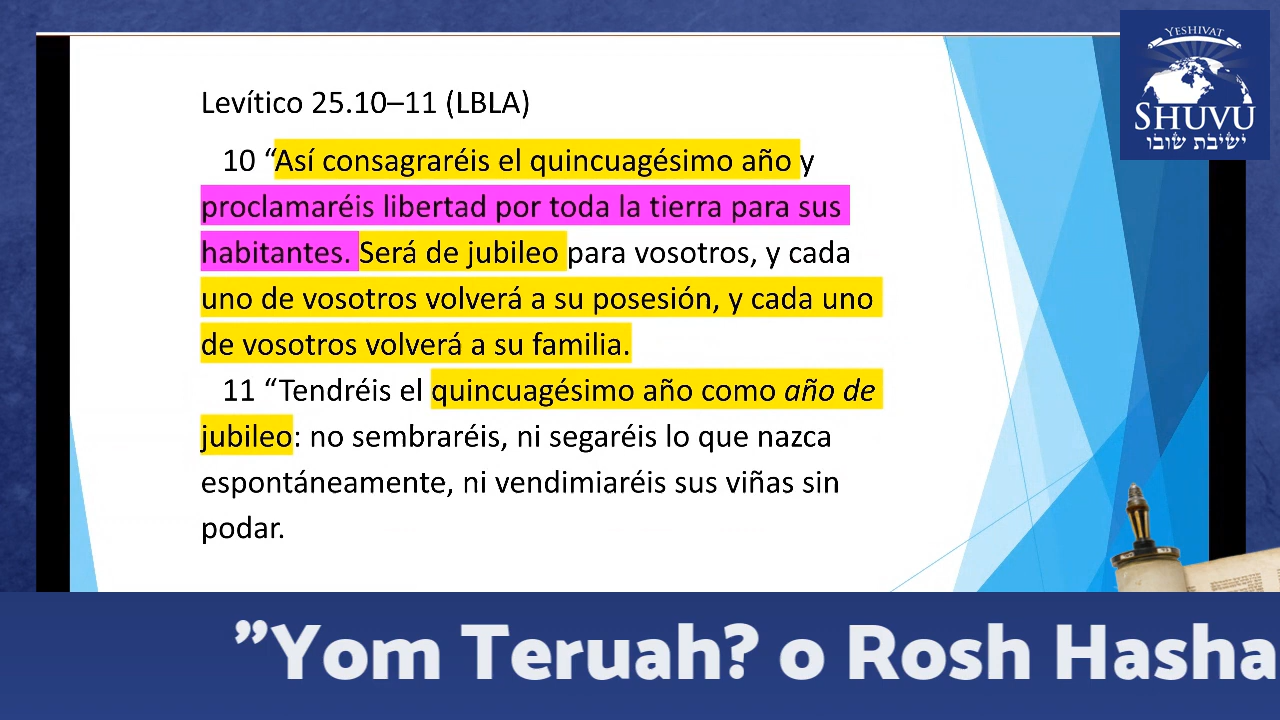 YESHIVAT
SHUVU
ישיבת שובו
Levítico 25.10–11 (LBLA)
10 “Así consagraréis el quincuagésimo año y
proclamaréis libertad por toda la tierra para sus
habitantes. Será de jubileo para vosotros, y cada
uno de vosotros volverá a su posesión, y cada uno
de vosotros volverá a su familia.
11 “Tendréis el quincuagésimo año como año de
jubileo: no sembraréis, ni segaréis lo que nazca
espontáneamente, ni vendimiaréis sus viñas sin
podar.
”Yom Teruah? o Rosh Hasha